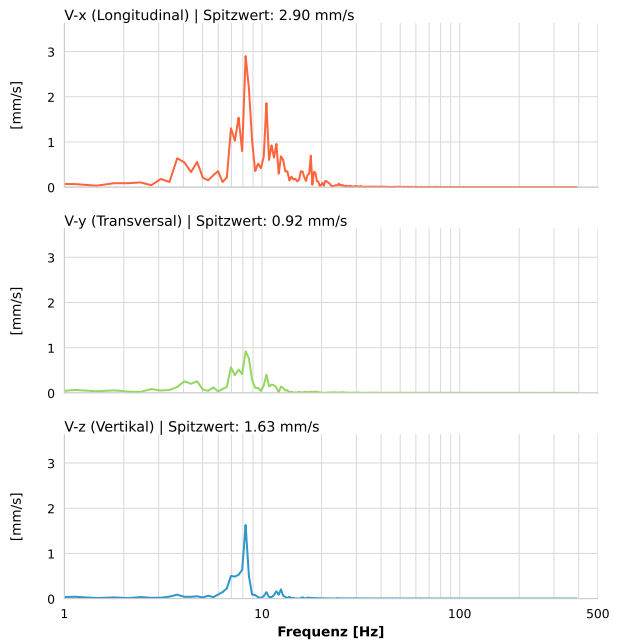 V-x (Longitudinal) | Spitzwert: 2.90 mm/s
3
2
1
0
[mm/s]
V-y (Transversal) | Spitzwert: 0.92 mm/s
3
2
1
0
[mm/s]
V-z (Vertikal) | Spitzwert: 1.63 mm/s
3
2
1
0
[mm/s]
1 10 100 500
Frequenz [Hz]